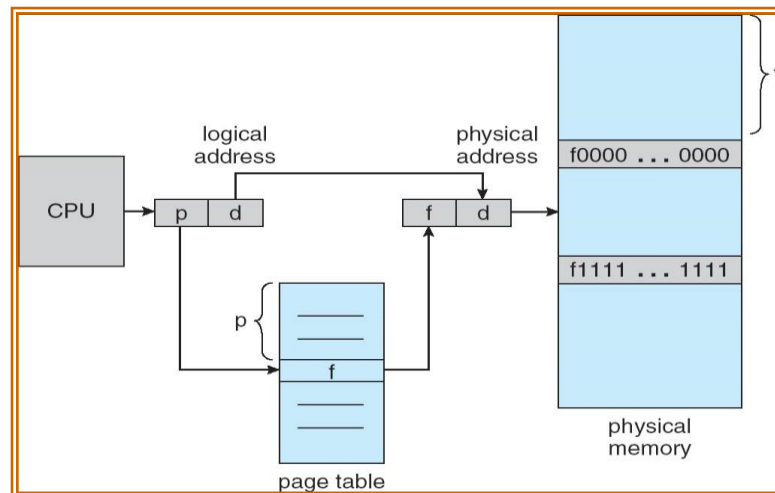 logical
address
physical
address
CPU
p
d
f
d
f0000 ... 0000
f1111 ... 1111
p
f
page table
physical
memory